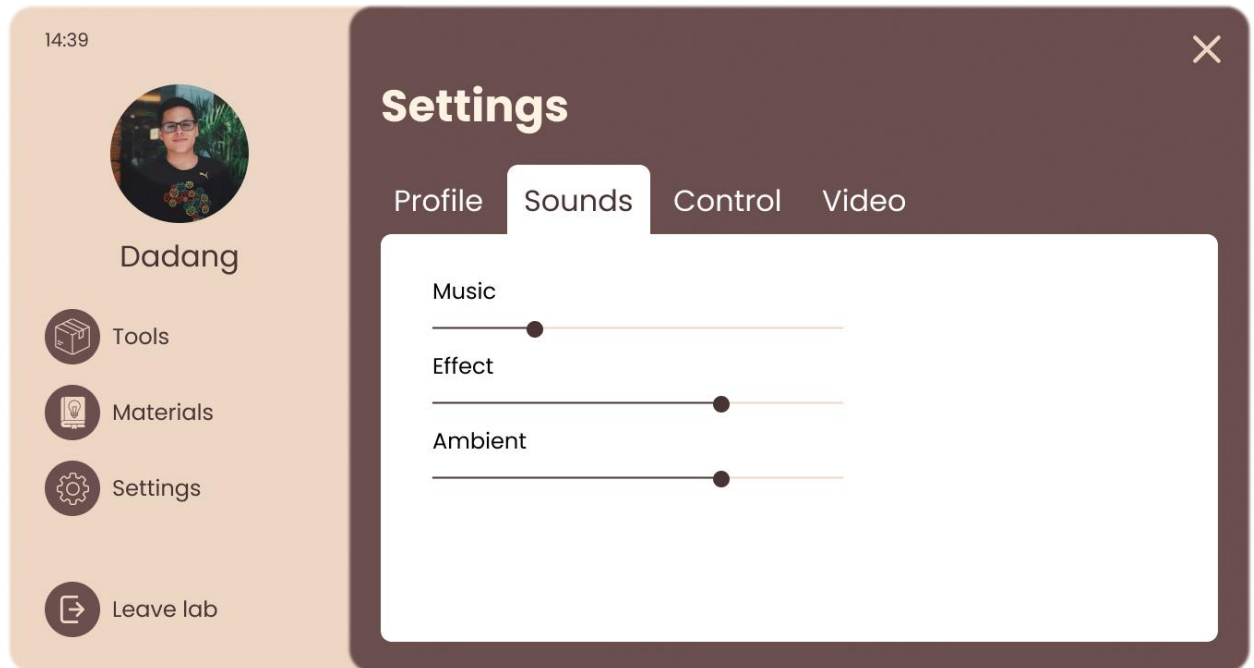 14:39
Dadang
Tools
Materials
Settings
Leave lab
Settings
Profile Sounds Control Video
Music
Effect
Ambient